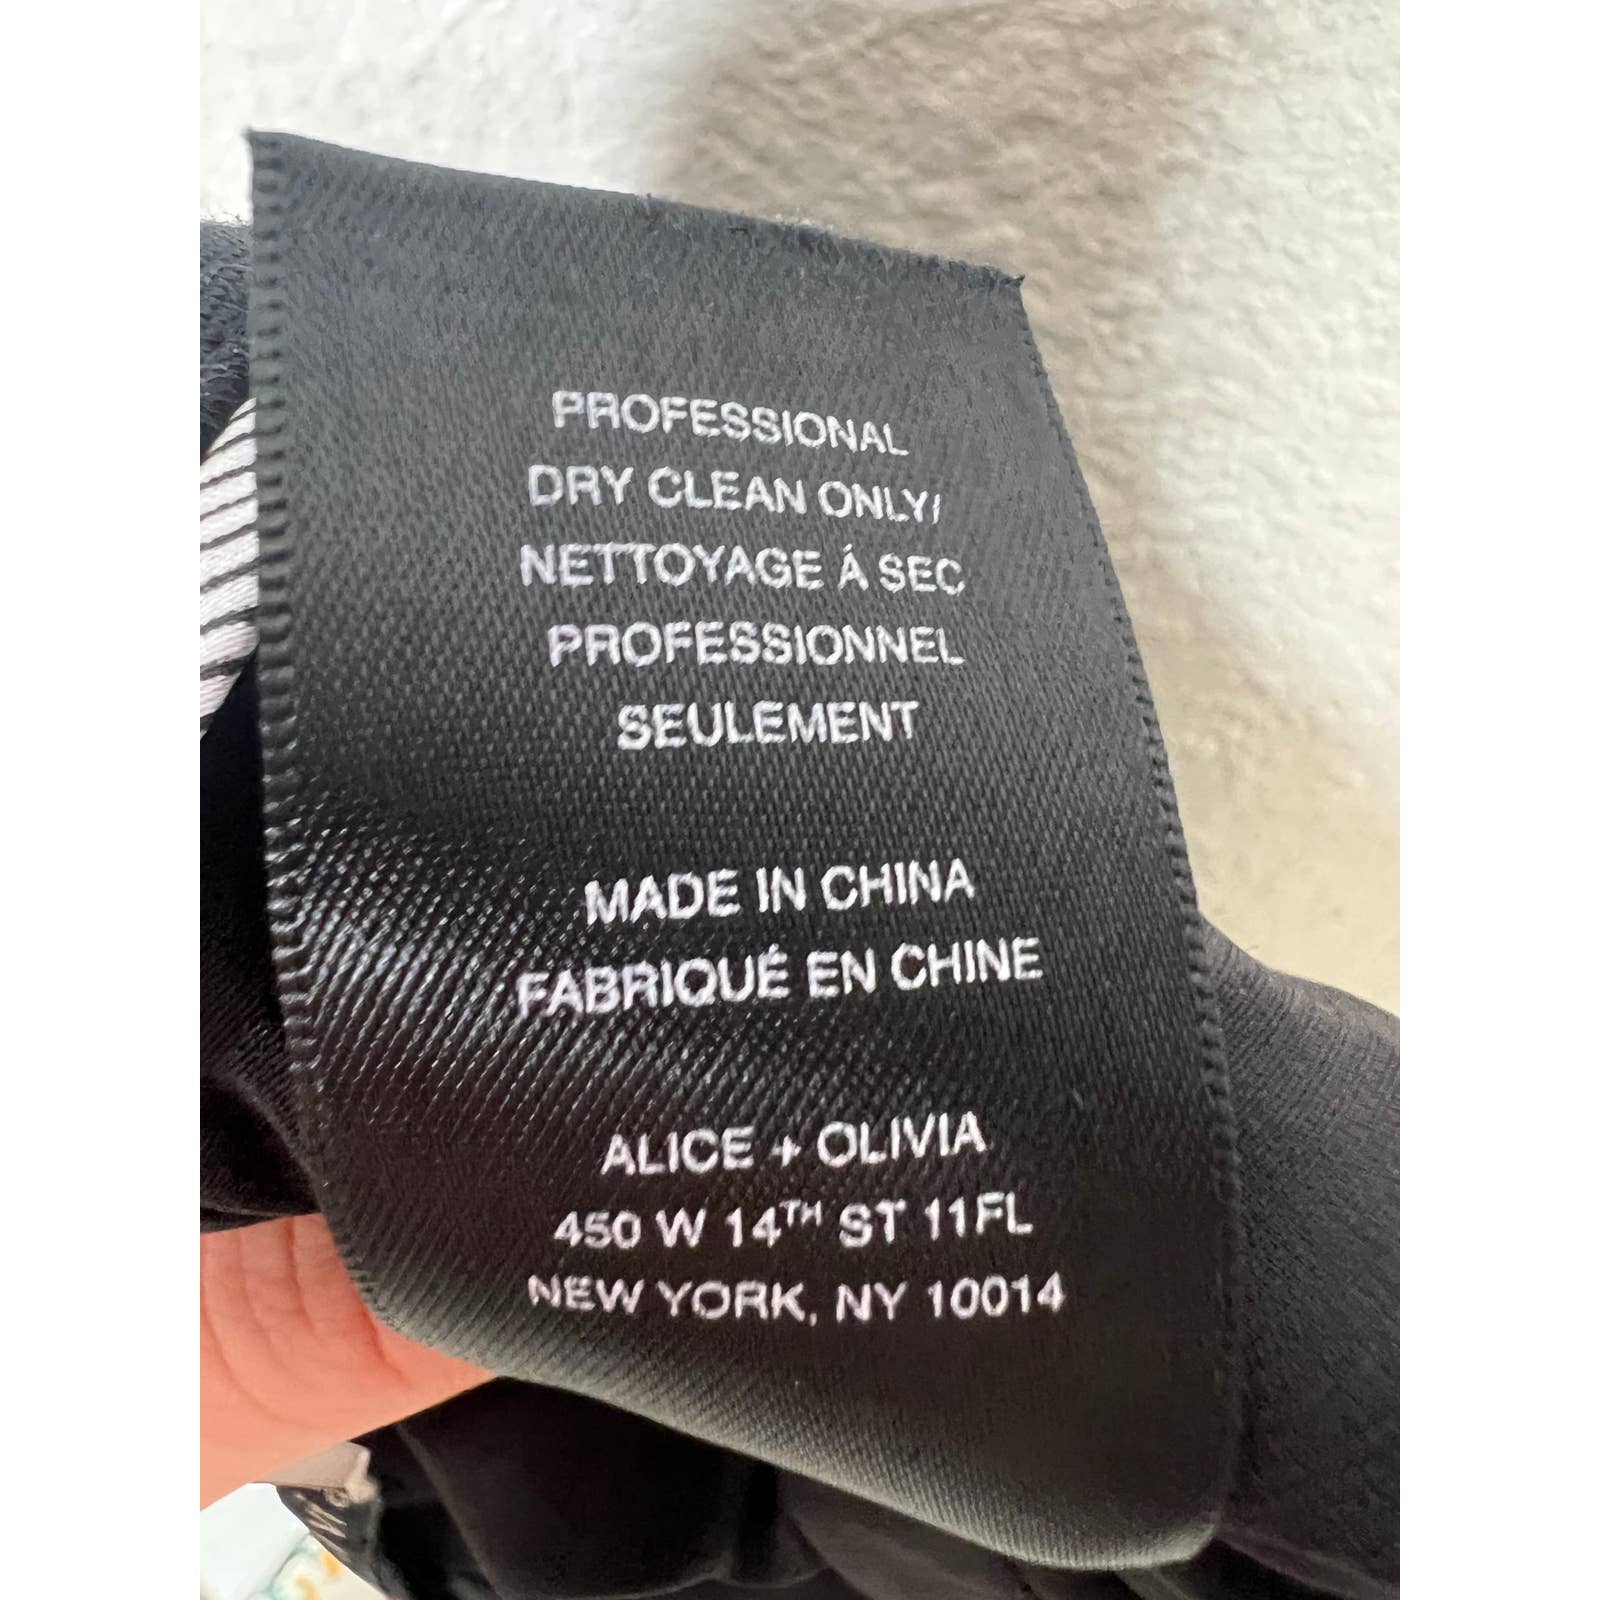 PROFESSIONAL
DRY CLEAN ONLY/
NETTOYAGE Á SEC
PROFESSIONNEL
SEULEMENT
MADE IN CHINA
FABRIQUÉ EN CHINE
ALICE + OLIVIA
450 W 14TH ST 11FL
NEW YORK, NY 10014